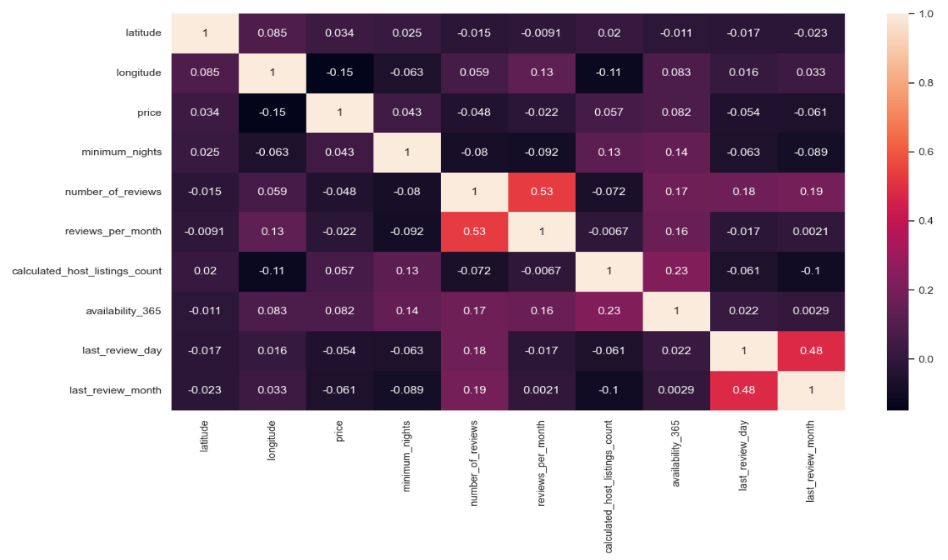 latitude 1 0.085 0.034 0.025 -0.015 -0.0091 0.02 -0.011 -0.017 -0.023
longitude 0.085 1 -0.15 -0.063 0.059 0.13 -0.11 0.083 0.016 0.033
price 0.034 -0.15 1 0.043 -0.048 -0.022 0.057 0.082 -0.054 -0.061
minimum_nights 0.025 -0.063 0.043 1 -0.08 -0.092 0.13 0.14 -0.063 -0.089
number_of_reviews -0.015 0.059 -0.048 -0.08 1 0.53 -0.072 0.17 0.18 0.19
reviews_per_month -0.0091 0.13 -0.022 -0.092 0.53 1 -0.0067 0.16 -0.017 0.0021
calculated_host_listings_count 0.02 -0.11 0.057 0.13 -0.072 -0.0067 1 0.23 -0.061 -0.1
availability_365 -0.011 0.083 0.082 0.14 0.17 0.16 0.23 1 0.022 0.0029
last_review_day -0.017 0.016 -0.054 -0.063 0.18 -0.017 -0.061 0.022 1 0.48
last_review_month -0.023 0.033 -0.061 -0.089 0.19 0.0021 -0.1 0.0029 0.48 1
latitude
longitude
price
minimum_nights
number_of_reviews
reviews_per_month
calculated_host_listings_count
availability_365
last_review_day
last_review_month
1.0
0.8
0.6
0.4
0.2
0.0